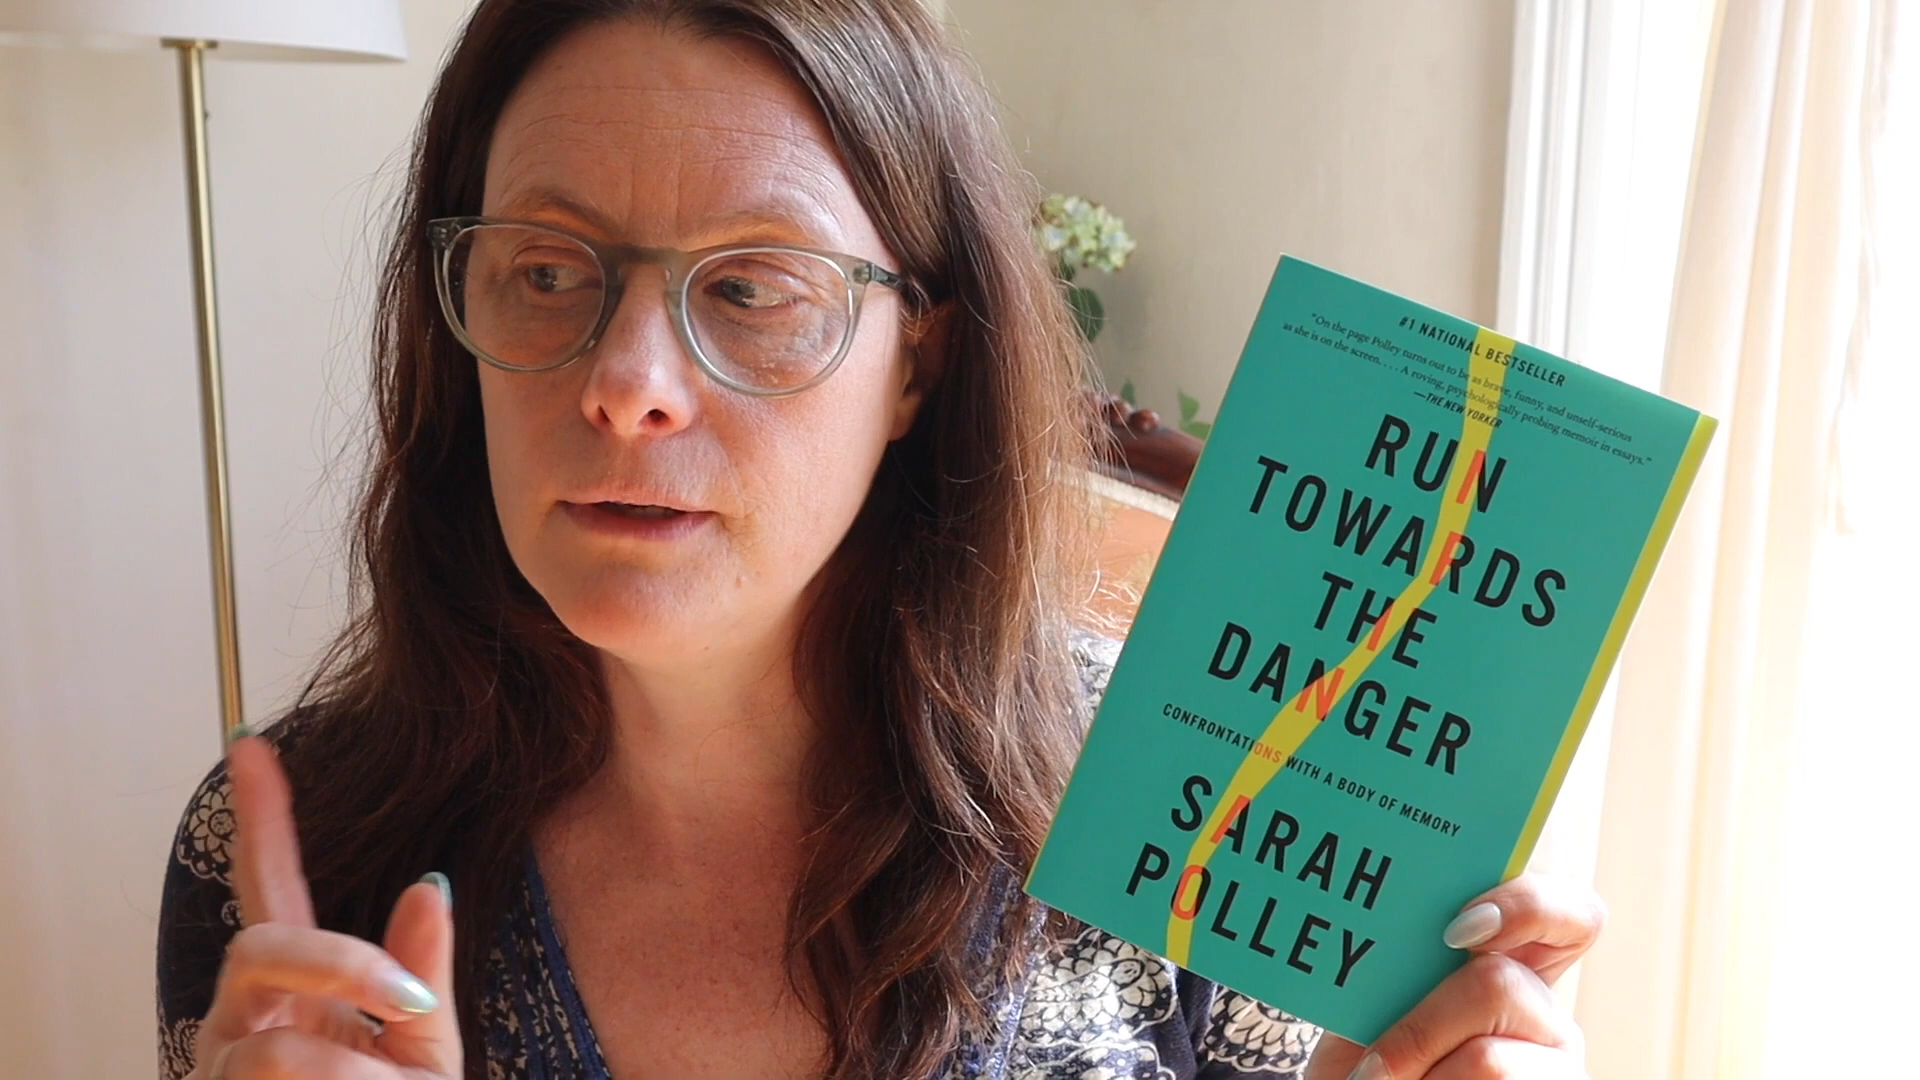 #1 NATIONAL BESTSELLER
"On the page Polley turns out to be as brave, funny, and unself-serious
as she is on the screen. . . . A roving, psychologically probing memoir in essays."
—THE NEW YORKER
RUN
TOWARDS
THE
DANGER
CONFRONTATIONS WITH A BODY OF MEMORY
SARAH
POLLEY